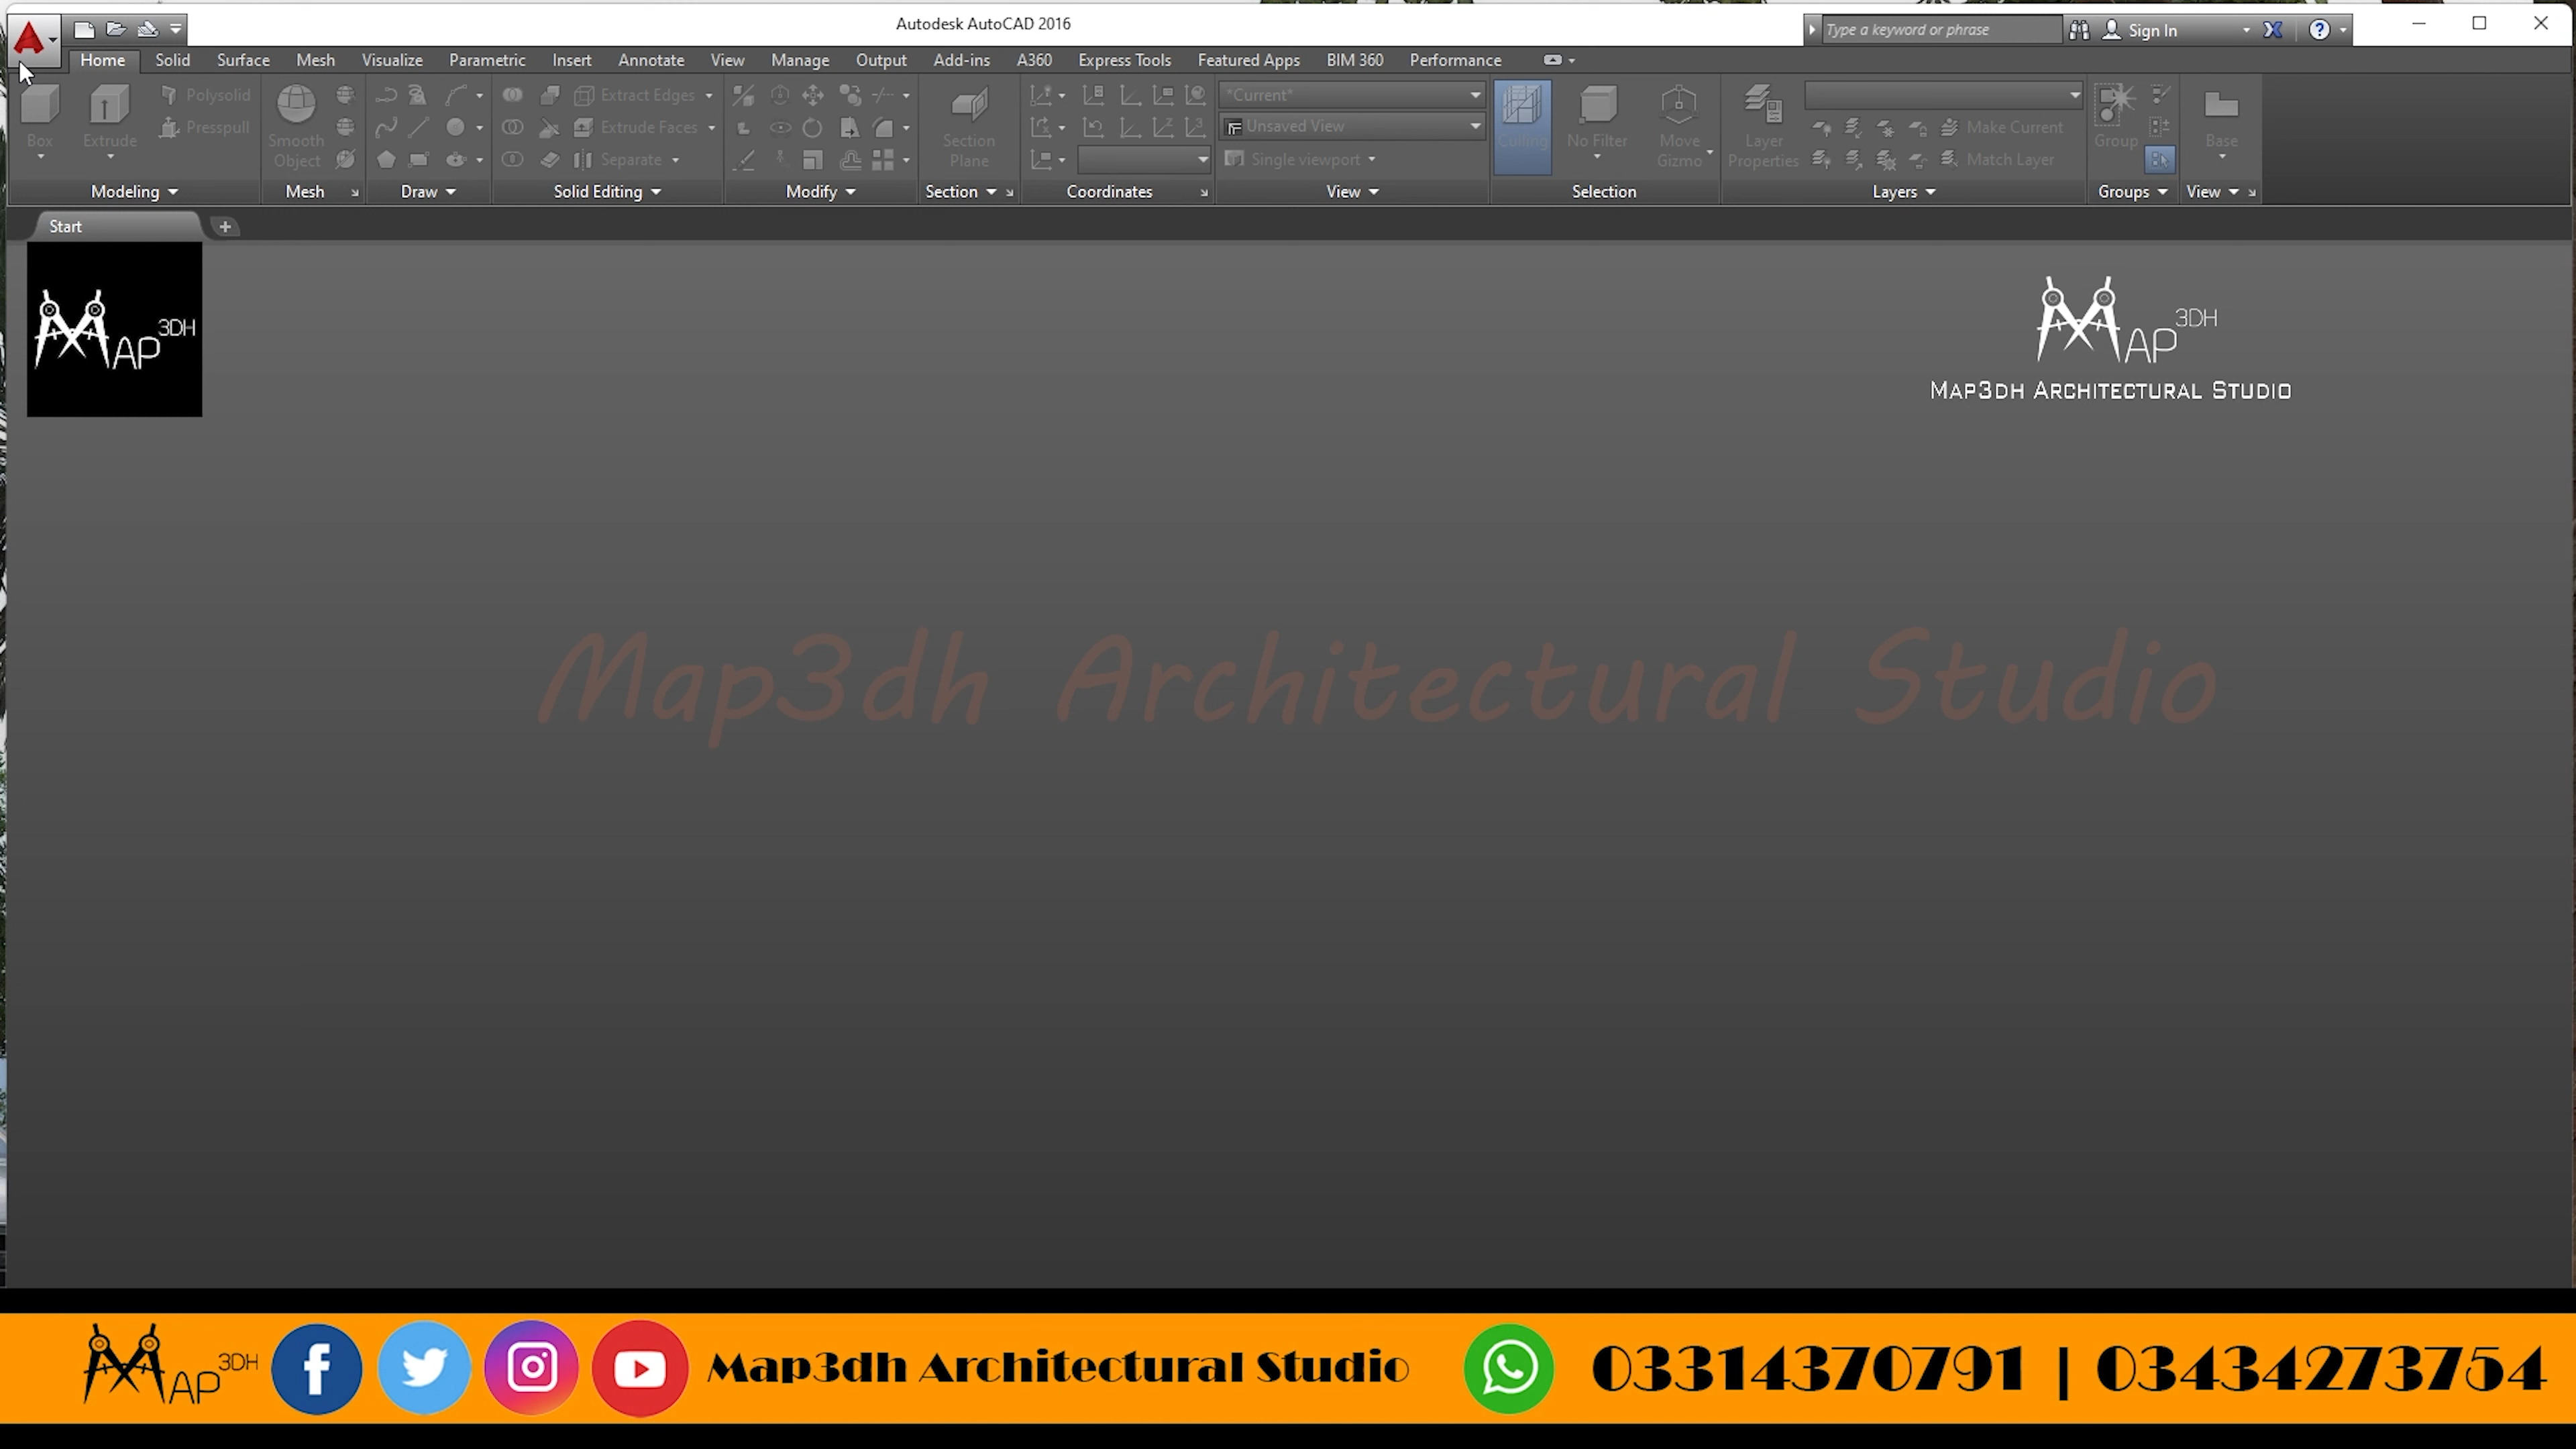 Autodesk AutoCAD 2016
Type a keyword or phrase
Sign In
Home Solid Surface Mesh Visualize Parametric Insert Annotate View Manage Output Add-ins A360 Express Tools Featured Apps BIM 360 Performance
Box
Extrude
Polysolid
Presspull
Modeling
Smooth
Object
Mesh
Draw
Extract Edges
Extrude Faces
Separate
Solid Editing
Modify
Section
Plane
Section
Coordinates
*Current*
Unsaved View
Single viewport
View
Culling
No Filter
Move
Gizmo
Selection
Layer
Properties
Make Current
Match Layer
Layers
Group
Groups
Base
View
Start
MAP 3DH
MAP 3DH
Map3dh Architectural Studio
Map3dh Architectural Studio
MAP 3DH
Map3dh Architectural Studio
03314370791 | 03434273754